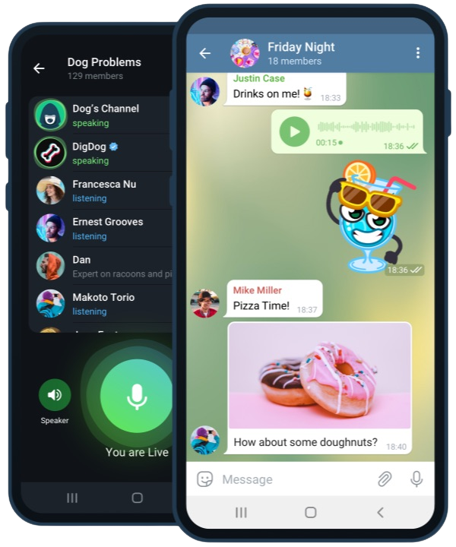 Dog Problems
129 members
Dog's Channel
speaking
DigDog
speaking
Francesca Nu
listening
Ernest Grooves
listening
Dan
Expert on racoons and pi
Makoto Torio
listening
Speaker
You are Live
Friday Night
18 members
Justin Case
Drinks on me! 18:33
00:15 18:36
18:36
Mike Miller
Pizza Time! 18:37
How about some doughnuts? 18:40
Message